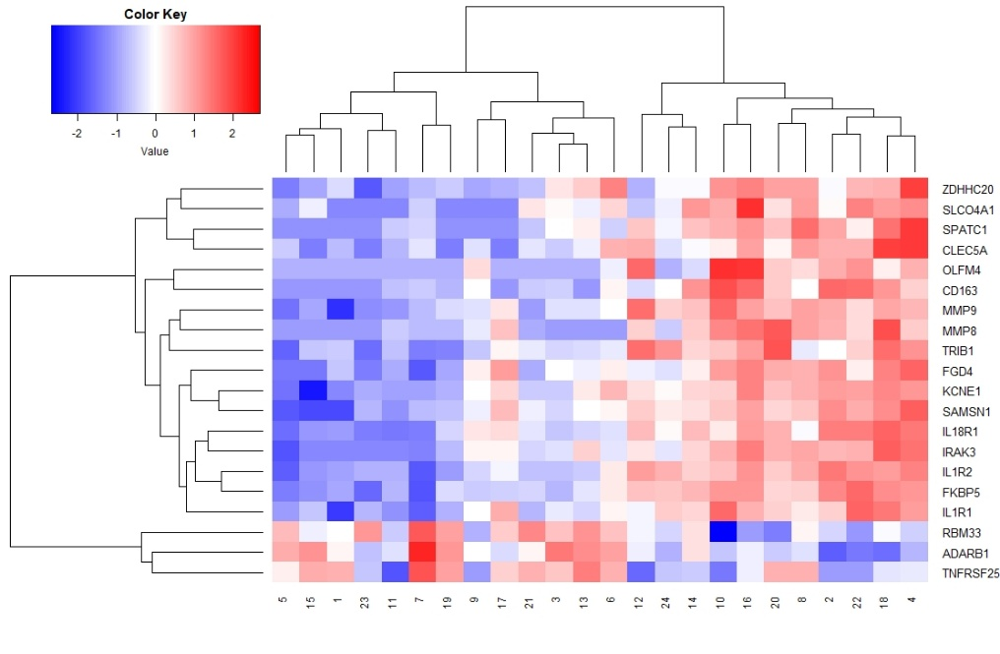 Color Key
-2 -1 0 1 2
Value
ZDHHC20
SLCO4A1
SPATC1
CLEC5A
OLFM4
CD163
MMP9
MMP8
TRIB1
FGD4
KCNE1
SAMSN1
IL18R1
IRAK3
IL1R2
FKBP5
IL1R1
RBM33
ADARB1
TNFRSF25
5 15 1 23 11 7 19 9 17 21 3 13 6 12 24 14 10 16 20 8 2 22 18 4